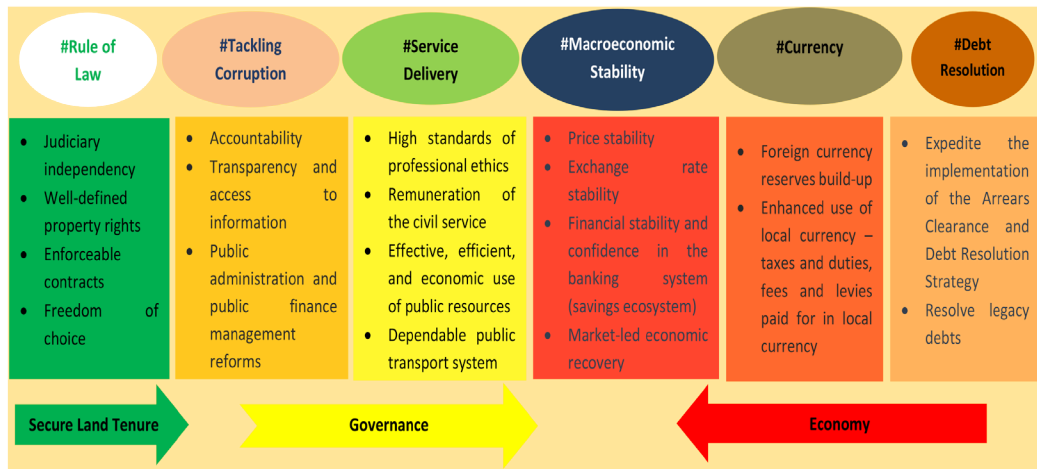 #Rule of
Law
#Tackling
Corruption
#Service
Delivery
#Macroeconomic
Stability
#Currency
#Debt
Resolution
• Judiciary
independency
• Well-defined
property rights
• Enforceable
contracts
• Freedom of
choice
• Accountability
• Transparency and
access to
information
• Public
administration and
public finance
management
reforms
• High standards of
professional ethics
• Remuneration of
the civil service
• Effective, efficient,
and economic use
of public resources
• Dependable public
transport system
• Price stability
• Exchange rate
stability
• Financial stability and
confidence in the
banking system
(savings ecosystem)
• Market-led economic
recovery
• Foreign currency
reserves build-up
• Enhanced use of
local currency –
taxes and duties,
fees and levies
paid for in local
currency
• Expedite the
implementation
of the Arrears
Clearance and
Debt Resolution
Strategy
• Resolve legacy
debts
Secure Land Tenure
Governance
Economy